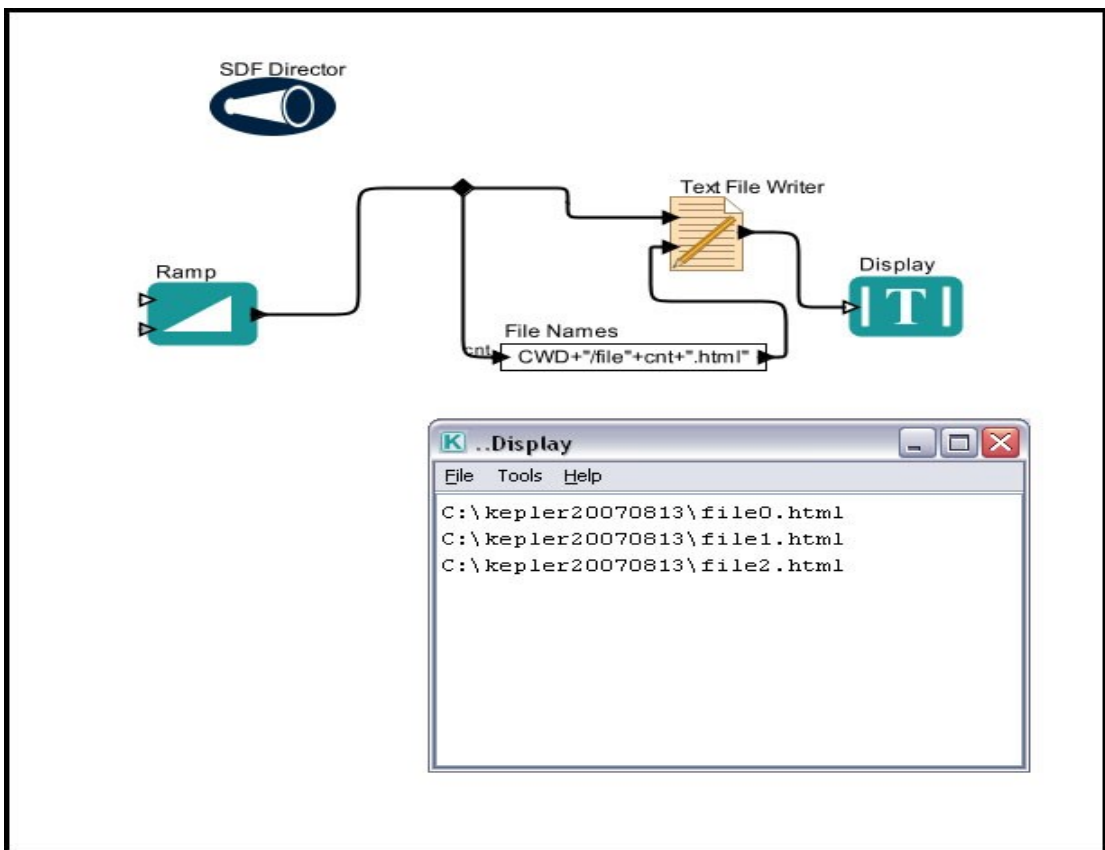 SDF Director
Text File Writer
Ramp
Display
T
File Names
cnt
CWD+"/file"+cnt+".html"
K ..Display
File Tools Help
C:\kepler20070813\file0.html
C:\kepler20070813\file1.html
C:\kepler20070813\file2.html